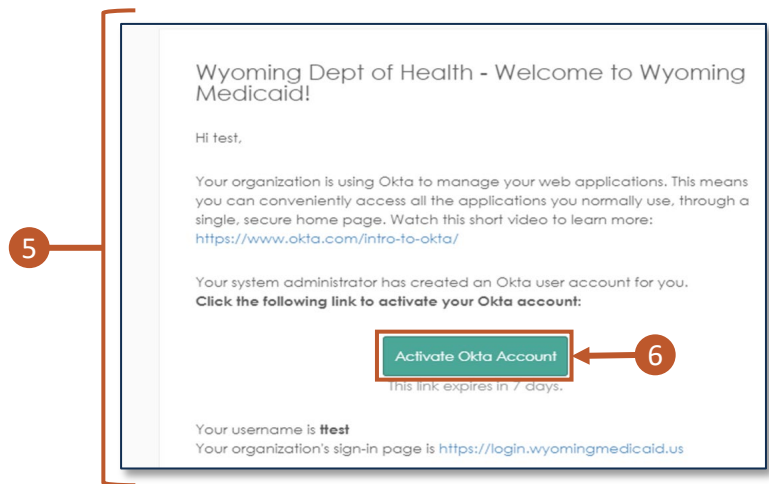 Wyoming Dept of Health - Welcome to Wyoming
Medicaid!
Hi test,
Your organization is using Okta to manage your web applications. This means
you can conveniently access all the applications you normally use, through a
single, secure home page. Watch this short video to learn more:
https://www.okta.com/intro-to-okta/
5
Your system administrator has created an Okta user account for you.
Click the following link to activate your Okta account:
Activate Okta Account
6
This link expires in 7 days.
Your username is ttest
Your organization's sign-in page is https://login.wyomingmedicaid.us